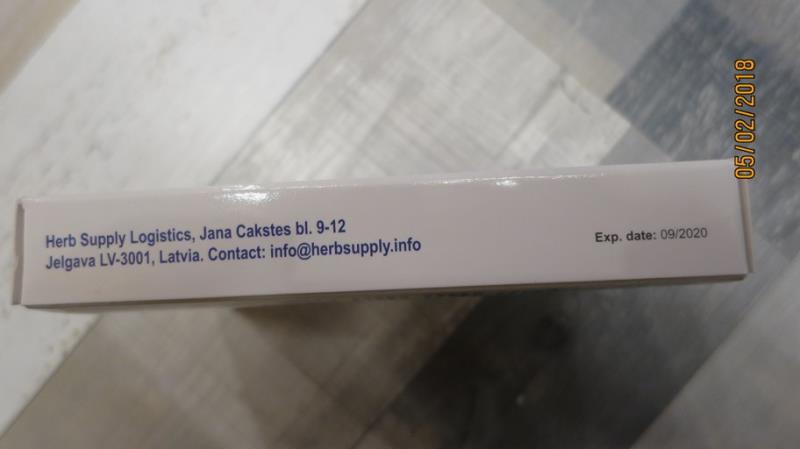 Herb Supply Logistics, Jana Cakstes bl. 9-12
Jelgava LV-3001, Latvia. Contact: info@herbsupply.info
Exp. date: 09/2020
05/02/2018